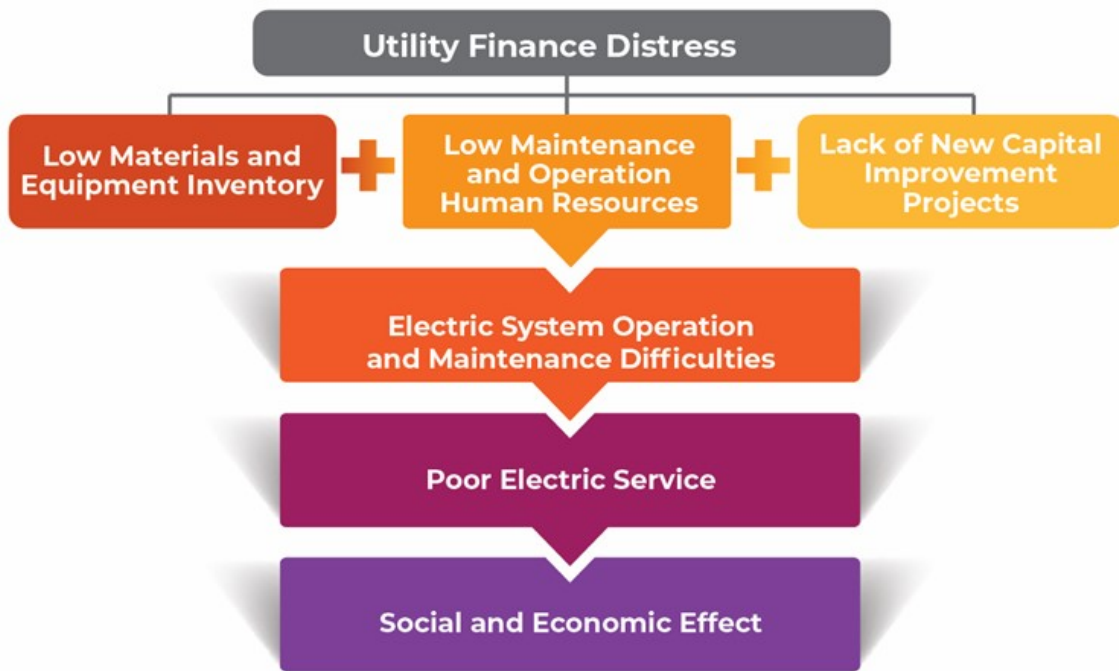 Utility Finance Distress
Low Materials and
Equipment Inventory
Low Maintenance
and Operation
Human Resources
Lack of New Capital
Improvement
Projects
Electric System Operation
and Maintenance Difficulties
Poor Electric Service
Social and Economic Effect